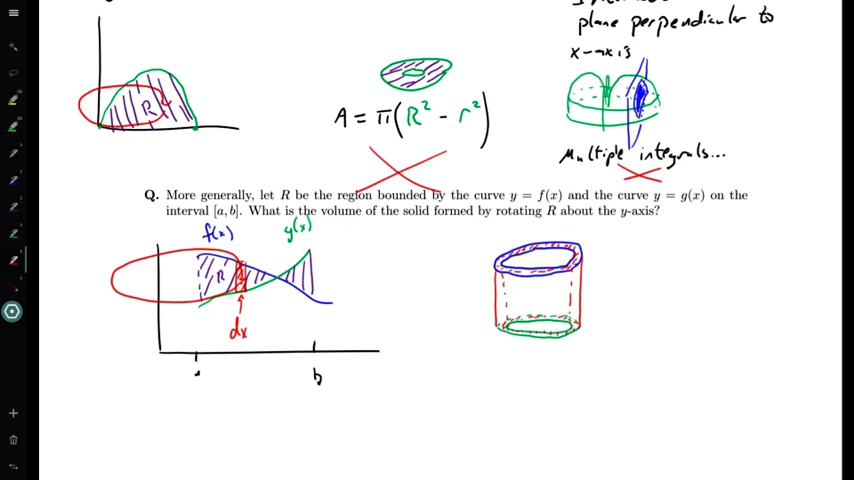 plane perpendicular to
x-axis
R
A = π(R² - r²)
Multiple integrals...
Q. More generally, let R be the region bounded by the curve y = f(x) and the curve y = g(x) on the
interval [a, b]. What is the volume of the solid formed by rotating R about the y-axis?
f(x)
g(x)
R
dx
b